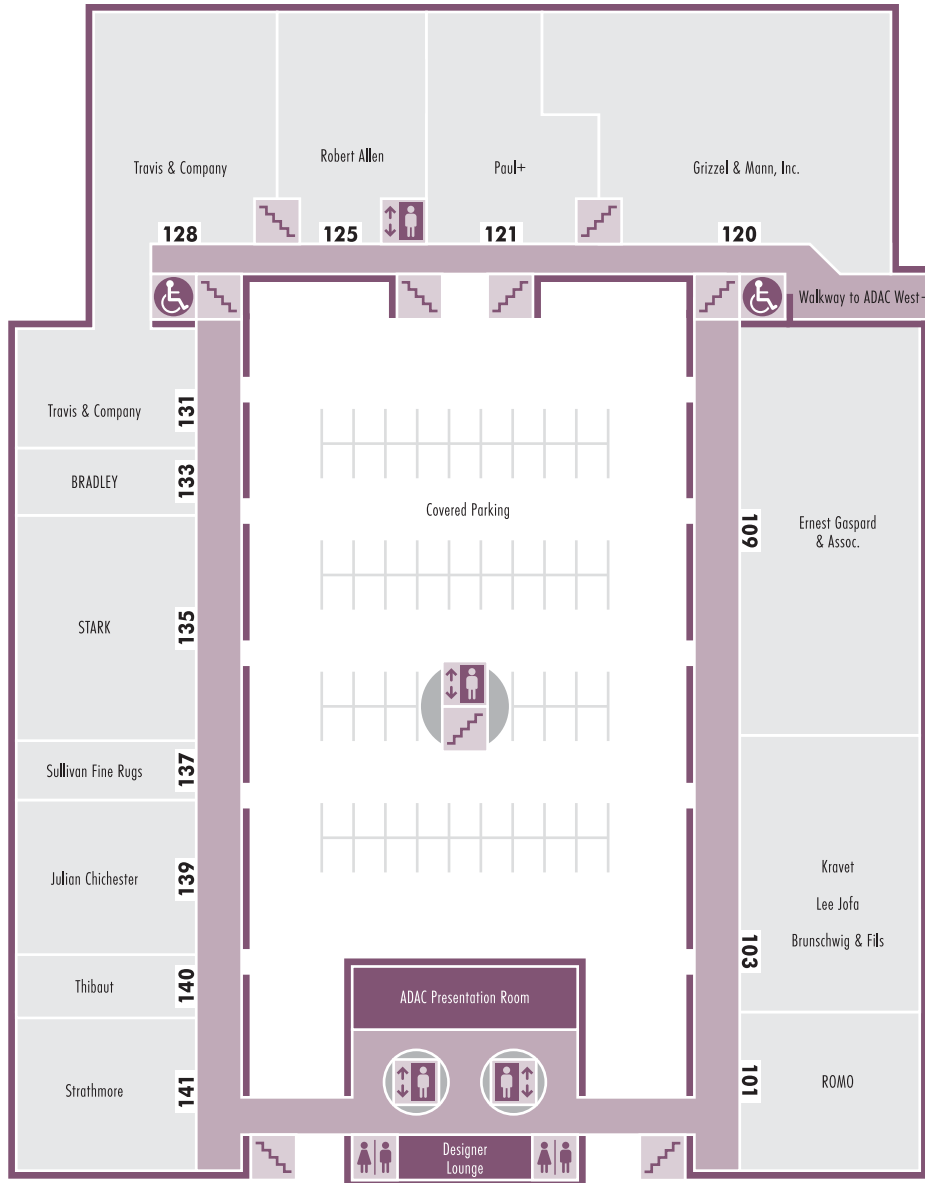 Travis & Company
Robert Allen
Paul+
Grizzel & Mann, Inc.
128
125
121
120
Walkway to ADAC West
Travis & Company
131
BRADLEY
133
Covered Parking
109
Ernest Gaspard
& Assoc.
STARK
135
Sullivan Fine Rugs
137
Julian Chichester
139
Kravet
Lee Jofa
Brunschwig & Fils
103
Thibaut
140
ADAC Presentation Room
Strathmore
141
101
ROMO
Designer
Lounge